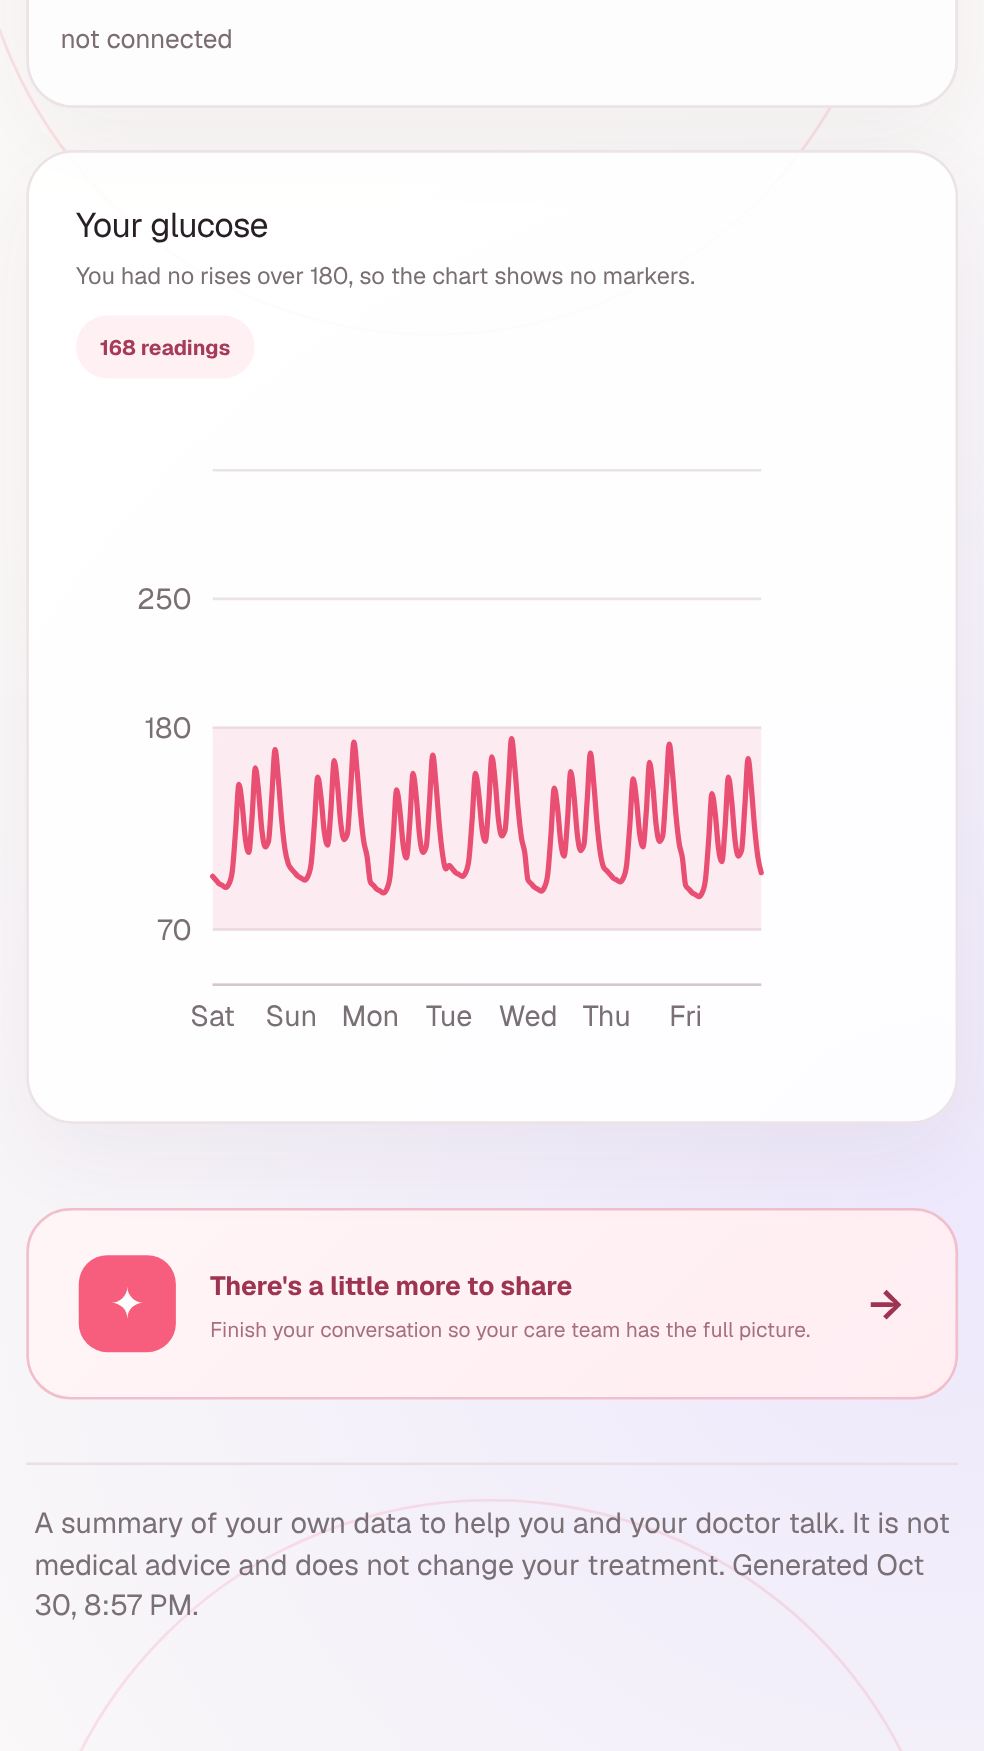 not connected
Your glucose
You had no rises over 180, so the chart shows no markers.
168 readings
250
180
70
Sat Sun Mon Tue Wed Thu Fri
There's a little more to share
Finish your conversation so your care team has the full picture.
A summary of your own data to help you and your doctor talk. It is not
medical advice and does not change your treatment. Generated Oct
30, 8:57 PM.